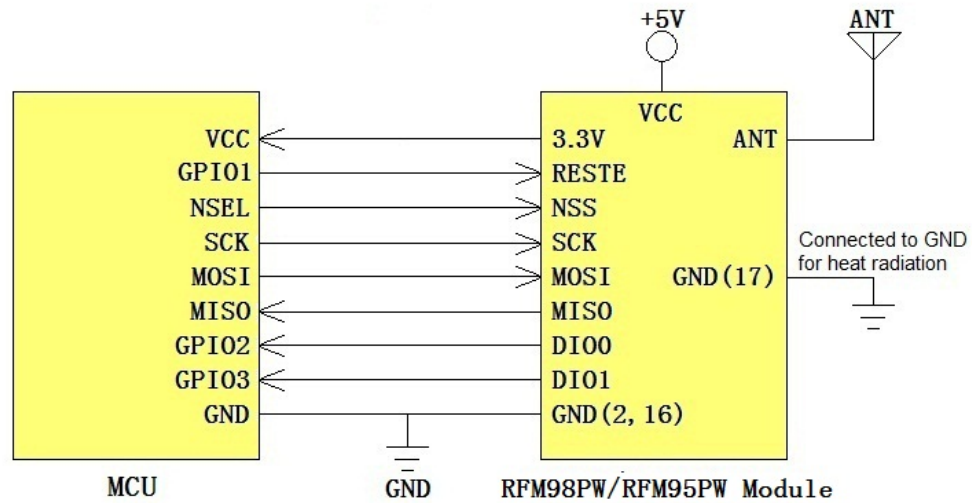 +5V
ANT
VCC
VCC
3.3V
ANT
GPIO1
RESTE
NSEL
NSS
SCK
SCK
Connected to GND
for heat radiation
MOSI
MOSI
GND(17)
MISO
MISO
GPIO2
DIO0
GPIO3
DIO1
GND
GND(2,16)
MCU
GND
RFM98PW/RFM95PW Module